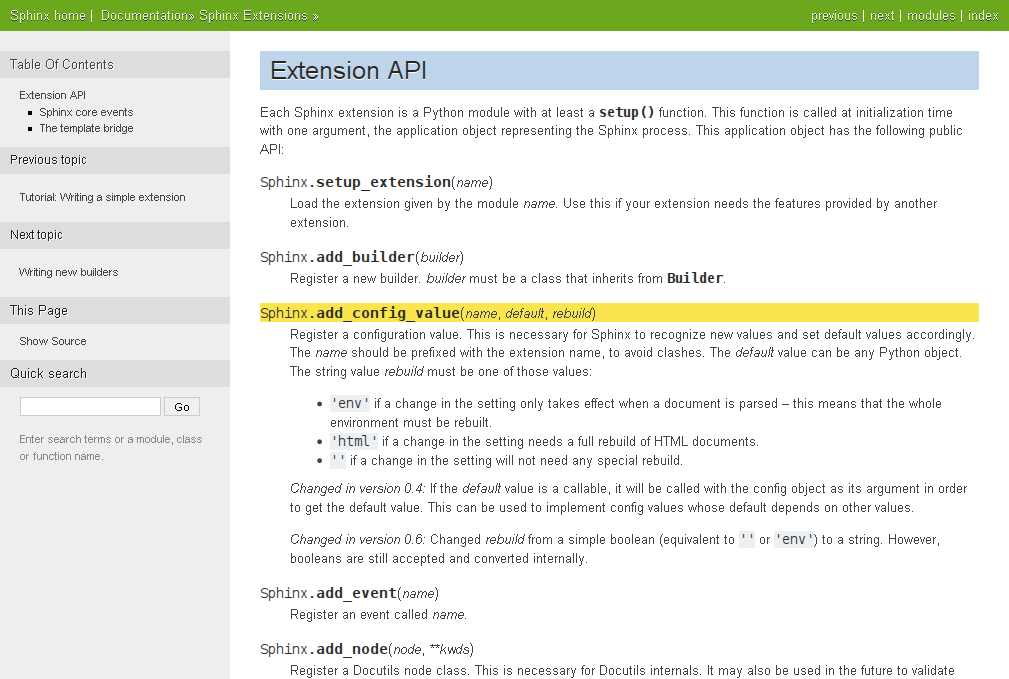 Sphinx home | Documentation» Sphinx Extensions »
previous | next | modules | index
Table Of Contents
Extension API
Sphinx core events
The template bridge
Previous topic
Tutorial: Writing a simple extension
Next topic
Writing new builders
This Page
Show Source
Quick search
Go
Enter search terms or a module, class
or function name.
Extension API
Each Sphinx extension is a Python module with at least a setup() function. This function is called at initialization time
with one argument, the application object representing the Sphinx process. This application object has the following public
API:
Sphinx.setup_extension(name)
Load the extension given by the module name. Use this if your extension needs the features provided by another
extension.
Sphinx.add_builder(builder)
Register a new builder. builder must be a class that inherits from Builder.
Sphinx.add_config_value(name, default, rebuild)
Register a configuration value. This is necessary for Sphinx to recognize new values and set default values accordingly.
The name should be prefixed with the extension name, to avoid clashes. The default value can be any Python object.
The string value rebuild must be one of those values:
• 'env' if a change in the setting only takes effect when a document is parsed – this means that the whole
environment must be rebuilt.
• 'html' if a change in the setting needs a full rebuild of HTML documents.
• '' if a change in the setting will not need any special rebuild.
Changed in version 0.4: If the default value is a callable, it will be called with the config object as its argument in order
to get the default value. This can be used to implement config values whose default depends on other values.
Changed in version 0.6: Changed rebuild from a simple boolean (equivalent to '' or 'env') to a string. However,
booleans are still accepted and converted internally.
Sphinx.add_event(name)
Register an event called name.
Sphinx.add_node(node, **kwds)
Register a Docutils node class. This is necessary for Docutils internals. It may also be used in the future to validate